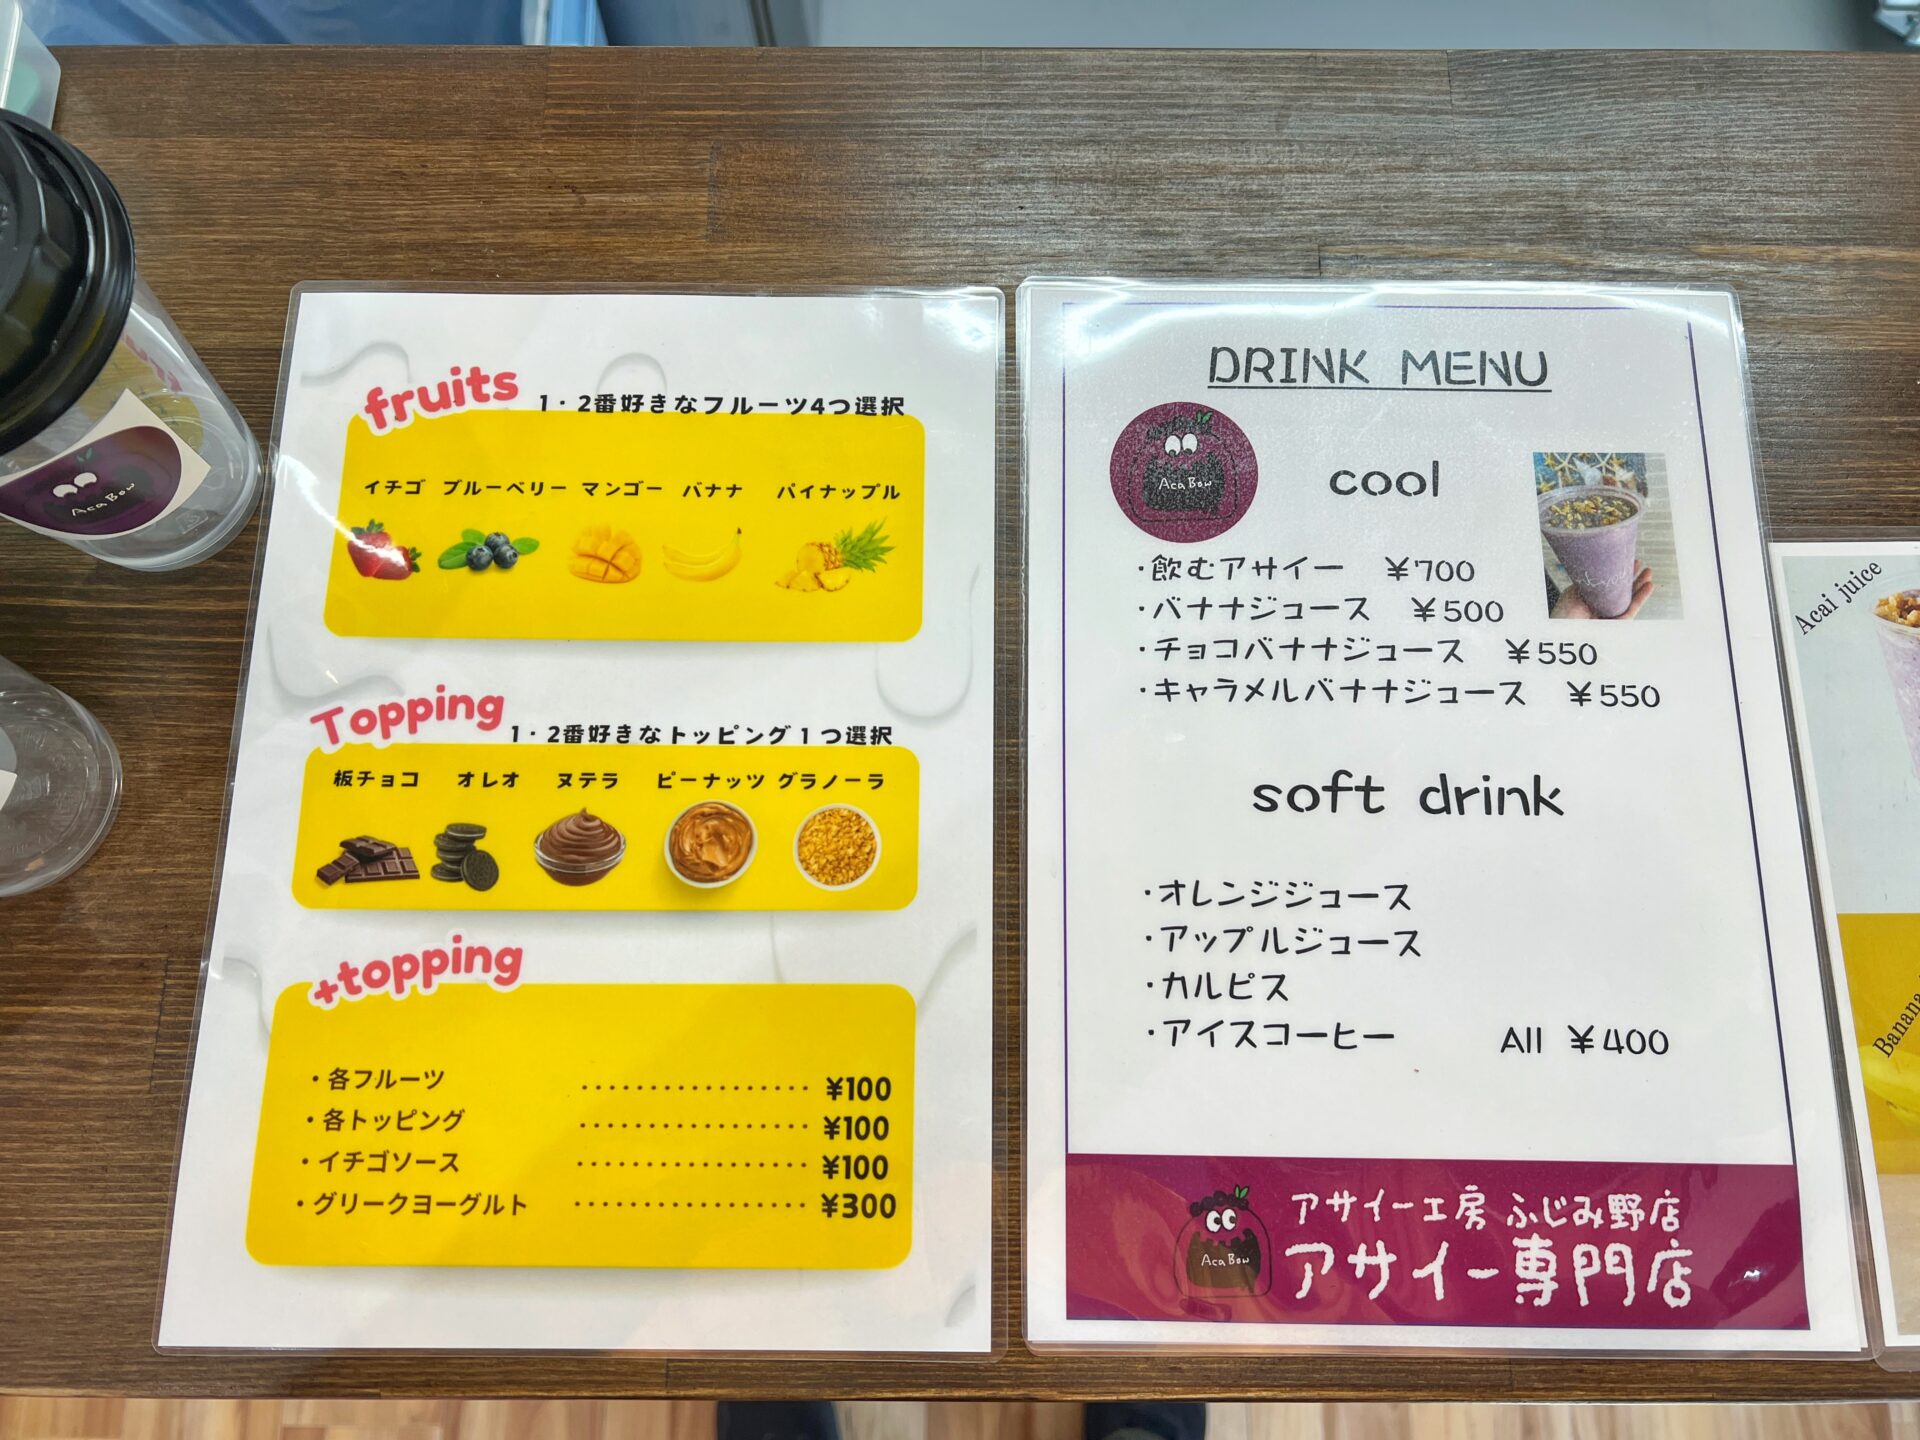 fruits
1・2番好きなフルーツ4つ選択
イチゴ ブルーベリー マンゴー バナナ パイナップル
Topping
1・2番好きなトッピング1つ選択
板チョコ オレオ ヌテラ ピーナッツ グラノーラ
+topping
・各フルーツ ¥100
・各トッピング ¥100
・イチゴソース ¥100
・グリークヨーグルト ¥300
Aca Bow
DRINK MENU
Aca Bow
cool
・飲むアサイー ¥700
・バナナジュース ¥500
・チョコバナナジュース ¥550
・キャラメルバナナジュース ¥550
soft drink
・オレンジジュース
・アップルジュース
・カルピス
・アイスコーヒー All ¥400
Aca Bow
アサイー工房 ふじみ野店
アサイー専門店
Acai juice
Banana